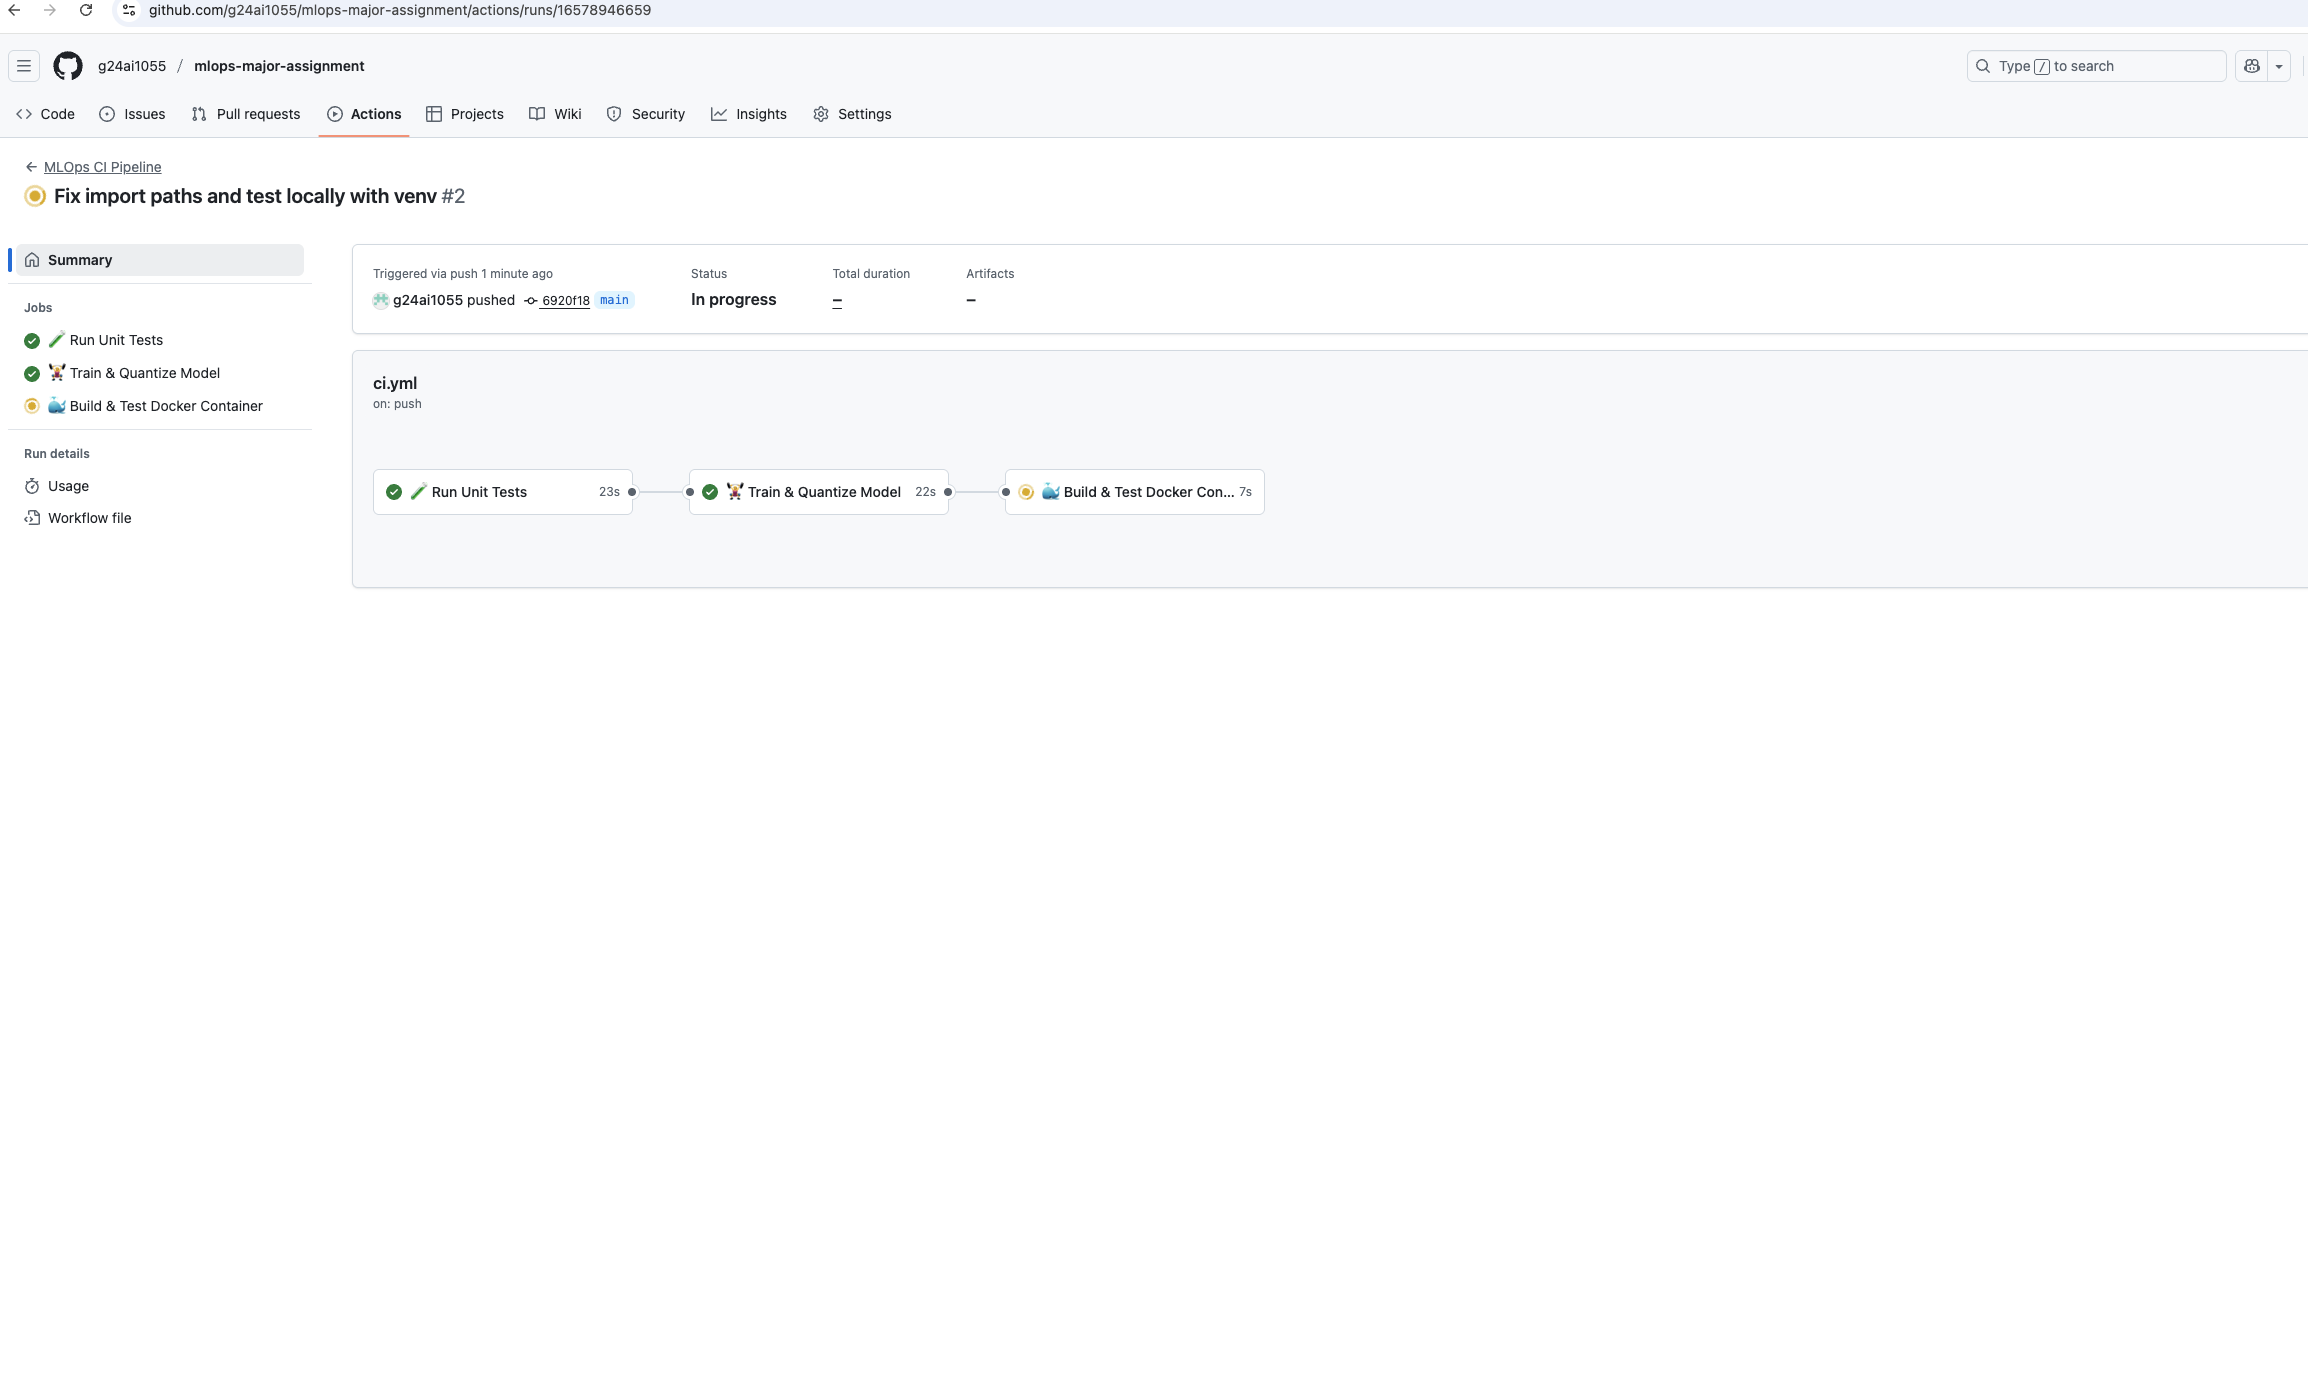 github.com/g24ai1055/mlops-major-assignment/actions/runs/16578946659
g24ai1055 / mlops-major-assignment
Type / to search
Code Issues Pull requests Actions Projects Wiki Security Insights Settings
MLOps CI Pipeline
Fix import paths and test locally with venv #2
Summary
Jobs
Run Unit Tests
Train & Quantize Model
Build & Test Docker Container
Run details
Usage
Workflow file
Triggered via push 1 minute ago
g24ai1055 pushed 6920f18 main
Status
In progress
Total duration
–
Artifacts
–
ci.yml
on: push
Run Unit Tests 23s
Train & Quantize Model 22s
Build & Test Docker Con... 7s